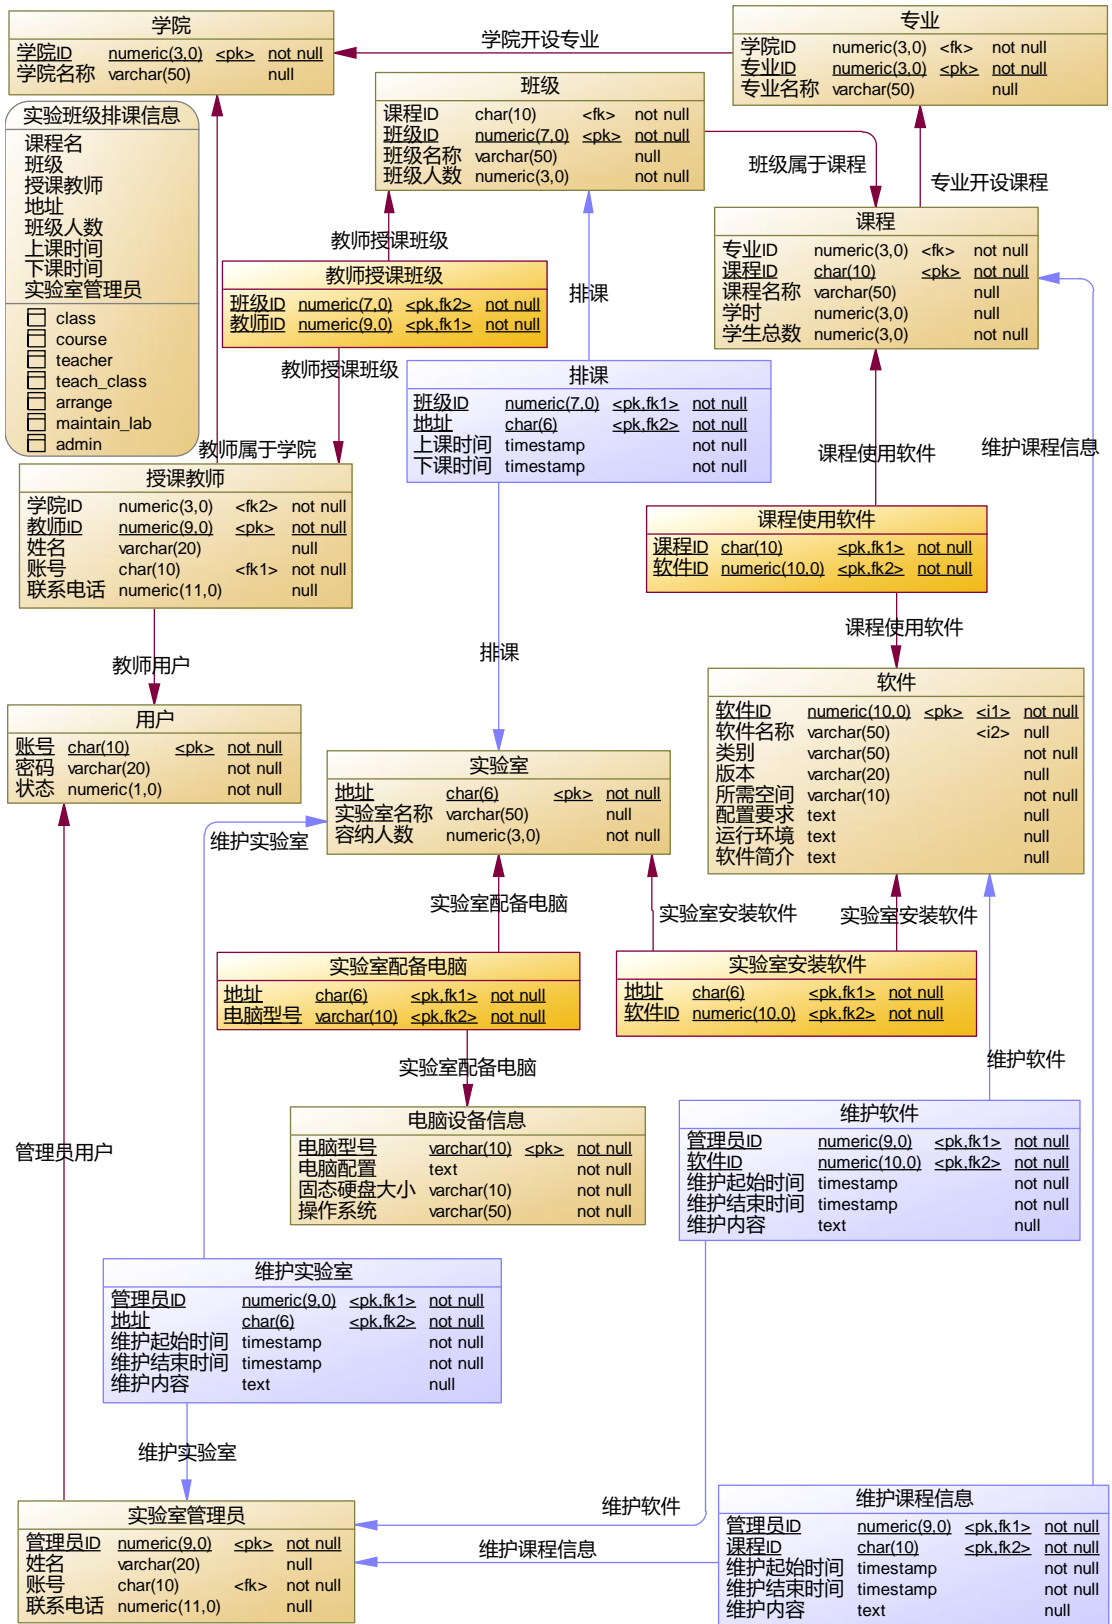 学院
学院ID numeric(3,0) <pk> not null
学院名称 varchar(50) null
学院开设专业
专业
学院ID numeric(3,0) <fk> not null
专业ID numeric(3,0) <pk> not null
专业名称 varchar(50) null
实验班级排课信息
课程名
班级
授课教师
地址
班级人数
上课时间
下课时间
实验室管理员
class
course
teacher
teach_class
arrange
maintain_lab
admin
班级
课程ID char(10) <fk> not null
班级ID numeric(7,0) <pk> not null
班级名称 varchar(50) null
班级人数 numeric(3,0) not null
班级属于课程
专业开设课程
课程
专业ID numeric(3,0) <fk> not null
课程ID char(10) <pk> not null
课程名称 varchar(50) null
学时 numeric(3,0) null
学生总数 numeric(3,0) not null
教师授课班级
教师授课班级
班级ID numeric(7,0) <pk,fk2> not null
教师ID numeric(9,0) <pk,fk1> not null
教师授课班级
排课
排课
班级ID numeric(7,0) <pk,fk1> not null
地址 char(6) <pk,fk2> not null
上课时间 timestamp not null
下课时间 timestamp not null
教师属于学院
课程使用软件
维护课程信息
授课教师
学院ID numeric(3,0) <fk2> not null
教师ID numeric(9,0) <pk> not null
姓名 varchar(20) null
账号 char(10) <fk1> not null
联系电话 numeric(11,0) null
课程使用软件
课程ID char(10) <pk,fk1> not null
软件ID numeric(10,0) <pk,fk2> not null
课程使用软件
教师用户
排课
用户
账号 char(10) <pk> not null
密码 varchar(20) not null
状态 numeric(1,0) not null
软件
软件ID numeric(10,0) <pk> <i1> not null
软件名称 varchar(50) <i2> null
类别 varchar(50) not null
版本 varchar(20) null
所需空间 varchar(10) not null
配置要求 text null
运行环境 text null
软件简介 text null
实验室
地址 char(6) <pk> not null
实验室名称 varchar(50) null
容纳人数 numeric(3,0) not null
维护实验室
实验室配备电脑
实验室安装软件
实验室安装软件
实验室配备电脑
地址 char(6) <pk,fk1> not null
电脑型号 varchar(10) <pk,fk2> not null
实验室安装软件
地址 char(6) <pk,fk1> not null
软件ID numeric(10,0) <pk,fk2> not null
实验室配备电脑
维护软件
电脑设备信息
电脑型号 varchar(10) <pk> not null
电脑配置 text not null
固态硬盘大小 varchar(10) not null
操作系统 varchar(50) not null
管理员用户
维护软件
管理员ID numeric(9,0) <pk,fk1> not null
软件ID numeric(10,0) <pk,fk2> not null
维护起始时间 timestamp not null
维护结束时间 timestamp not null
维护内容 text null
维护实验室
管理员ID numeric(9,0) <pk,fk1> not null
地址 char(6) <pk,fk2> not null
维护起始时间 timestamp not null
维护结束时间 timestamp not null
维护内容 text null
维护实验室
维护软件
维护课程信息
实验室管理员
管理员ID numeric(9,0) <pk> not null
姓名 varchar(20) null
账号 char(10) <fk> not null
联系电话 numeric(11,0) null
维护课程信息
管理员ID numeric(9,0) <pk,fk1> not null
课程ID char(10) <pk,fk2> not null
维护起始时间 timestamp not null
维护结束时间 timestamp not null
维护内容 text null